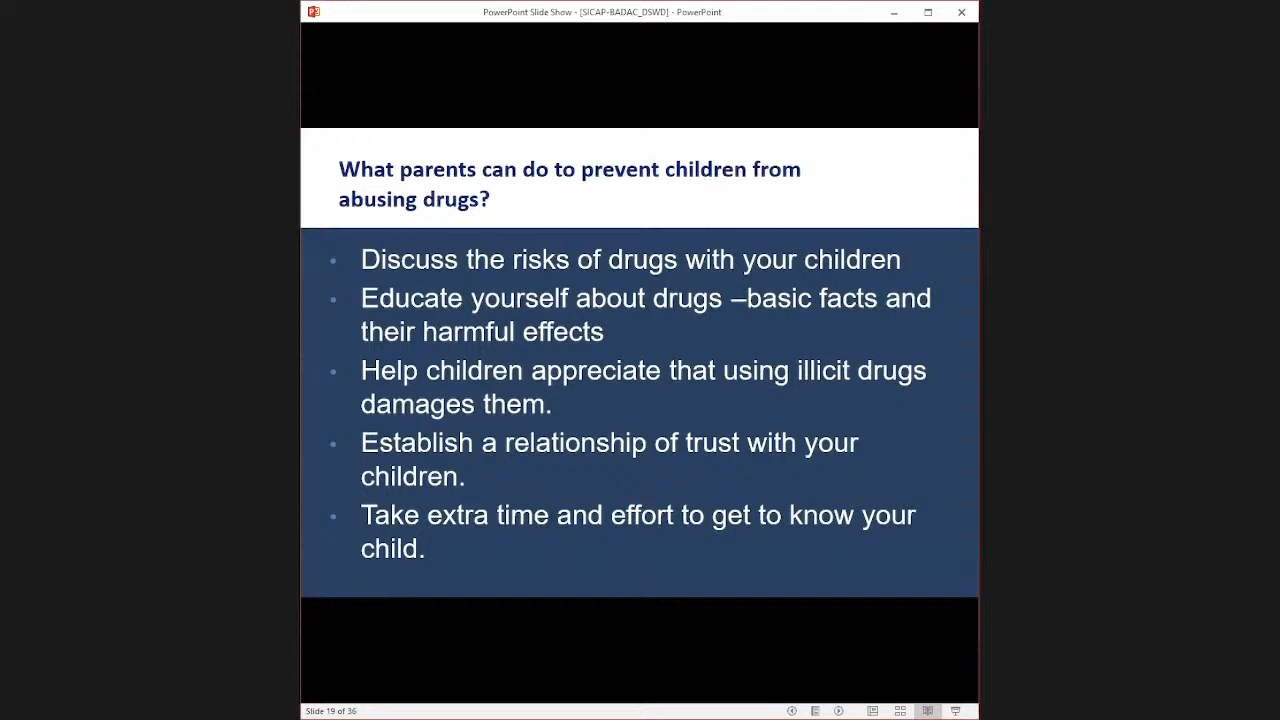 PowerPoint Slide Show - [SICAP-BADAC_DSWD] - PowerPoint
What parents can do to prevent children from
abusing drugs?
• Discuss the risks of drugs with your children
• Educate yourself about drugs –basic facts and
their harmful effects
• Help children appreciate that using illicit drugs
damages them.
• Establish a relationship of trust with your
children.
• Take extra time and effort to get to know your
child.
Slide 19 of 36